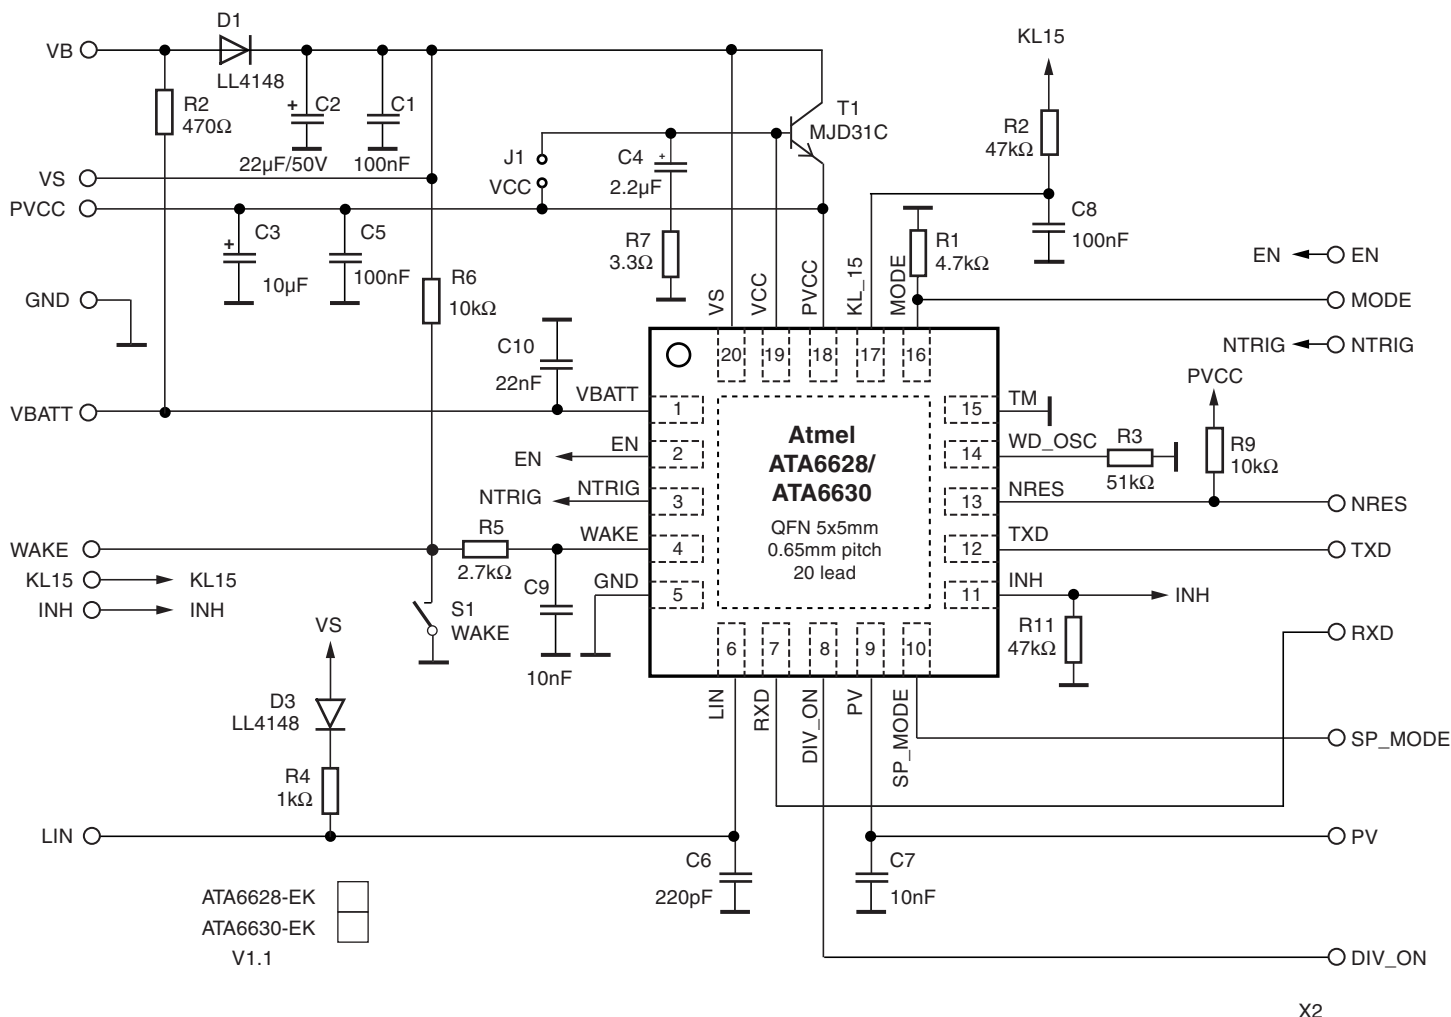 D1
VB
LL4148
R2
470Ω
+
C2
22µF/50V
C1
100nF
T1
MJD31C
KL15
R2
47kΩ
J1
VCC
C4
+
2.2µF
VS
PVCC
C3
+
10µF
C5
100nF
R7
3.3Ω
C8
100nF
R1
4.7kΩ
EN
EN
MODE
NTRIG
NTRIG
GND
R6
10kΩ
VS
VCC
PVCC
KL_15
MODE
C10
22nF
20
19
18
17
16
PVCC
R9
10kΩ
VBATT
VBATT
1
EN
EN
2
NTRIG
NTRIG
3
WAKE
R5
2.7kΩ
WAKE
4
GND
5
Atmel
ATA6628/
ATA6630
QFN 5x5mm
0.65mm pitch
20 lead
15
TM
14
WD_OSC
R3
51kΩ
13
NRES
NRES
12
TXD
TXD
11
INH
INH
KL15
KL15
INH
INH
S1
WAKE
C9
10nF
R11
47kΩ
RXD
6
7
8
9
10
LIN
RXD
DIV_ON
PV
SP_MODE
VS
D3
LL4148
R4
1kΩ
SP_MODE
LIN
PV
C6
220pF
C7
10nF
ATA6628-EK
ATA6630-EK
V1.1
DIV_ON
X2